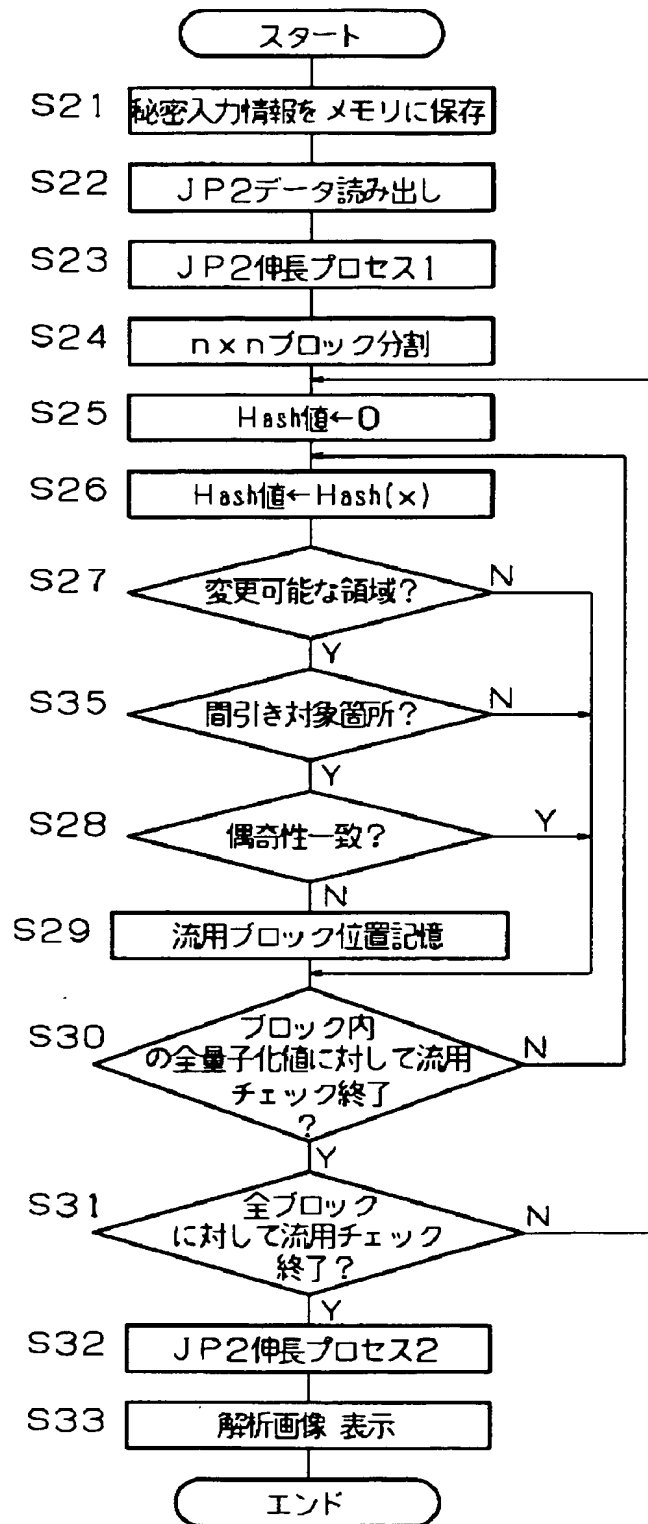 スタート
S21 秘密入力情報をメモリに保存
S22 JP2データ読み出し
S23 JP2伸長プロセス1
S24 n×nブロック分割
S25 Hash値←0
S26 Hash値←Hash(x)
S27 変更可能な領域? N
Y
S35 間引き対象箇所? N
Y
S28 偶奇性一致? Y
N
S29 流用ブロック位置記憶
S30 ブロック内
の全量子化値に対して流用 N
チェック終了
?
Y
S31 全ブロック
に対して流用チェック N
終了?
Y
S32 JP2伸長プロセス2
S33 解析画像 表示
エンド